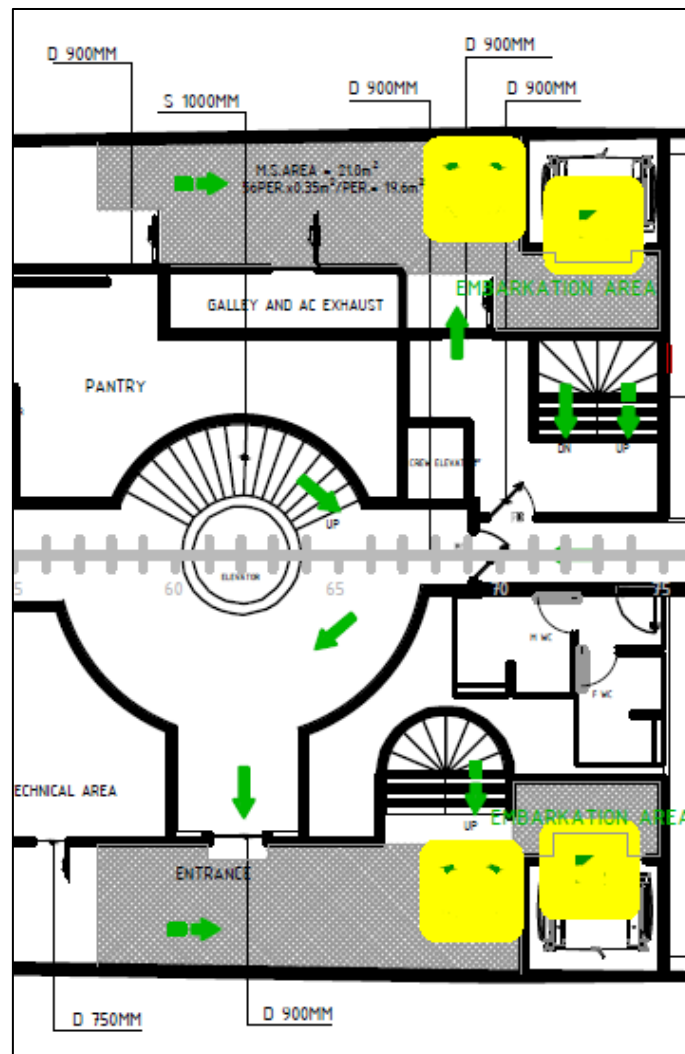 D 900MM
D 900MM
S 1000MM
D 900MM
D 900MM
M.S.AREA = 21.0m²
56PER.x0.35m²/PER.= 19.6m²
EMBARKATION AREA
GALLEY AND AC EXHAUST
PANTRY
DN
UP
CREW ELEVATOR
UP
ELEVATOR
5
60
65
70
75
M WC
F WC
ECHNICAL AREA
EMBARKATION AREA
UP
ENTRANCE
D 750MM
D 900MM